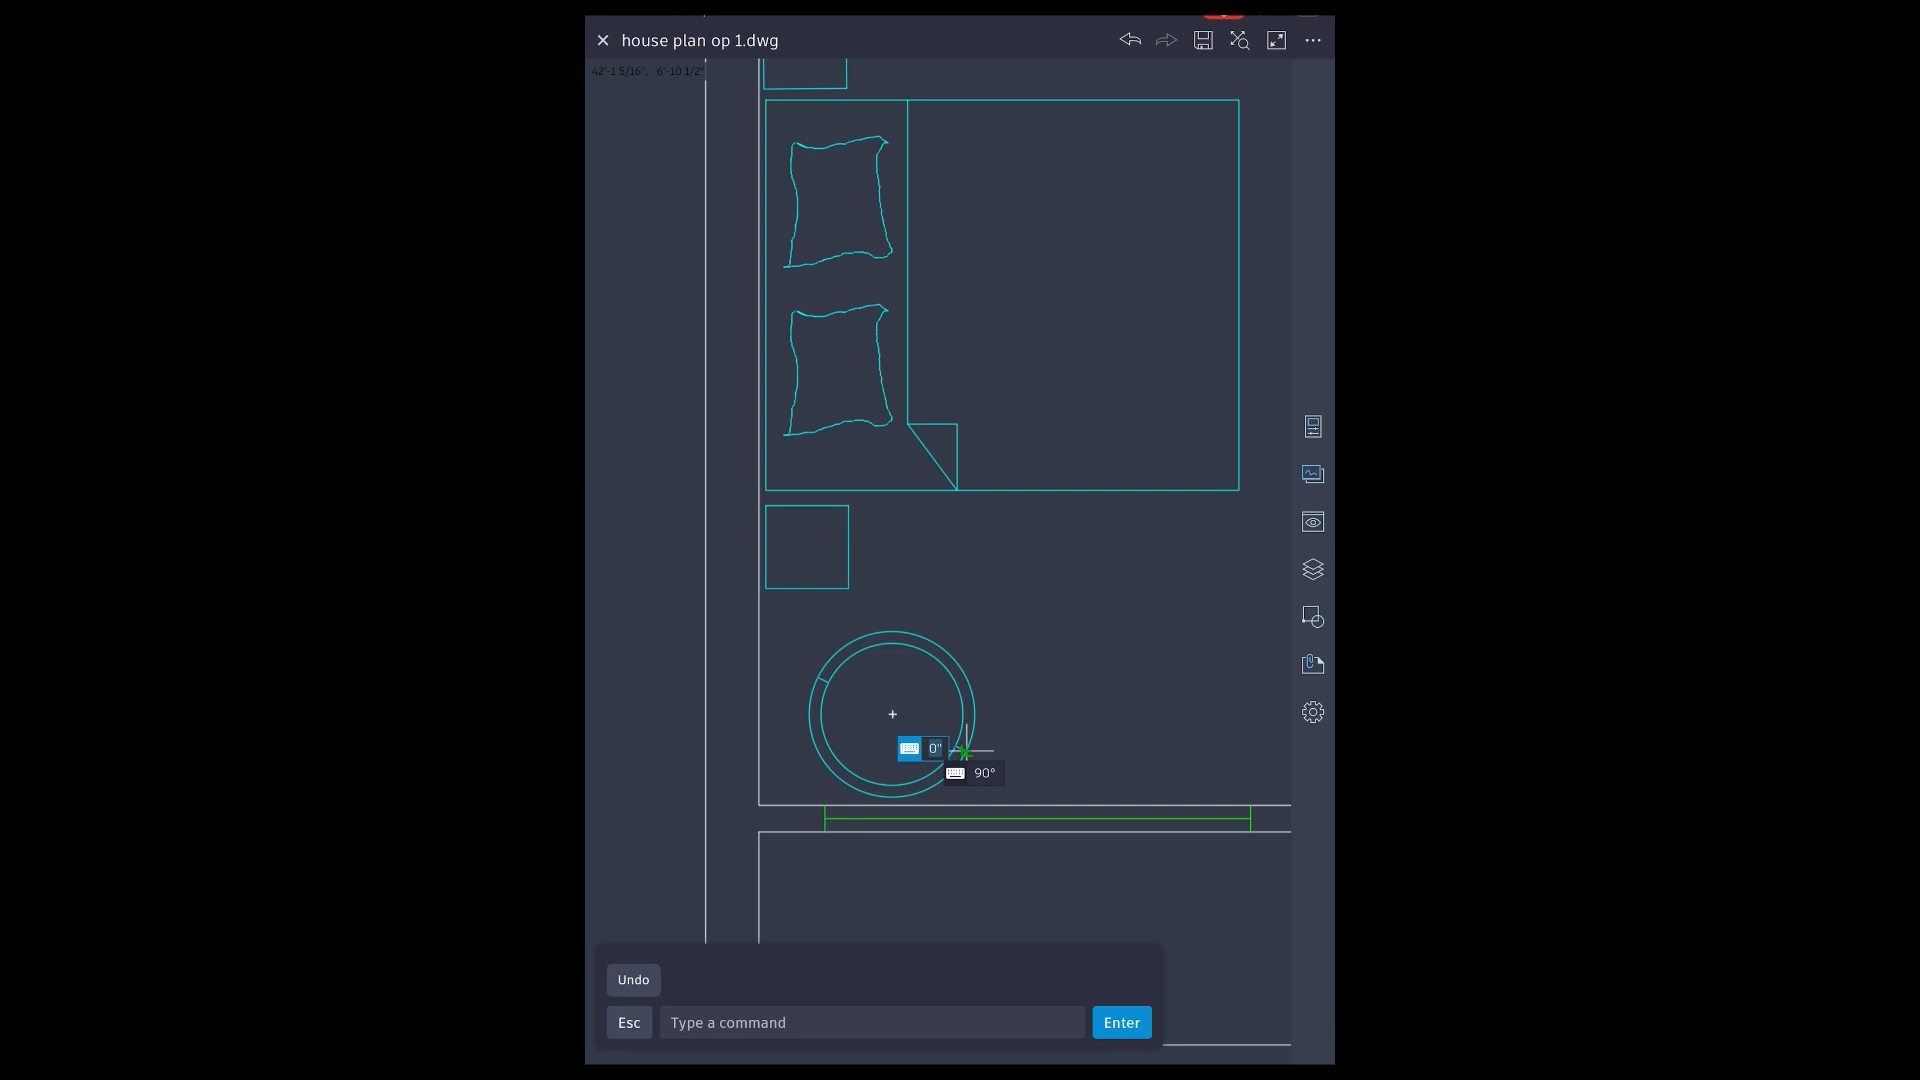 house plan op 1.dwg
42'-1 5/16", 6'-10 1/2"
0"
90°
Undo
Esc
Type a command
Enter